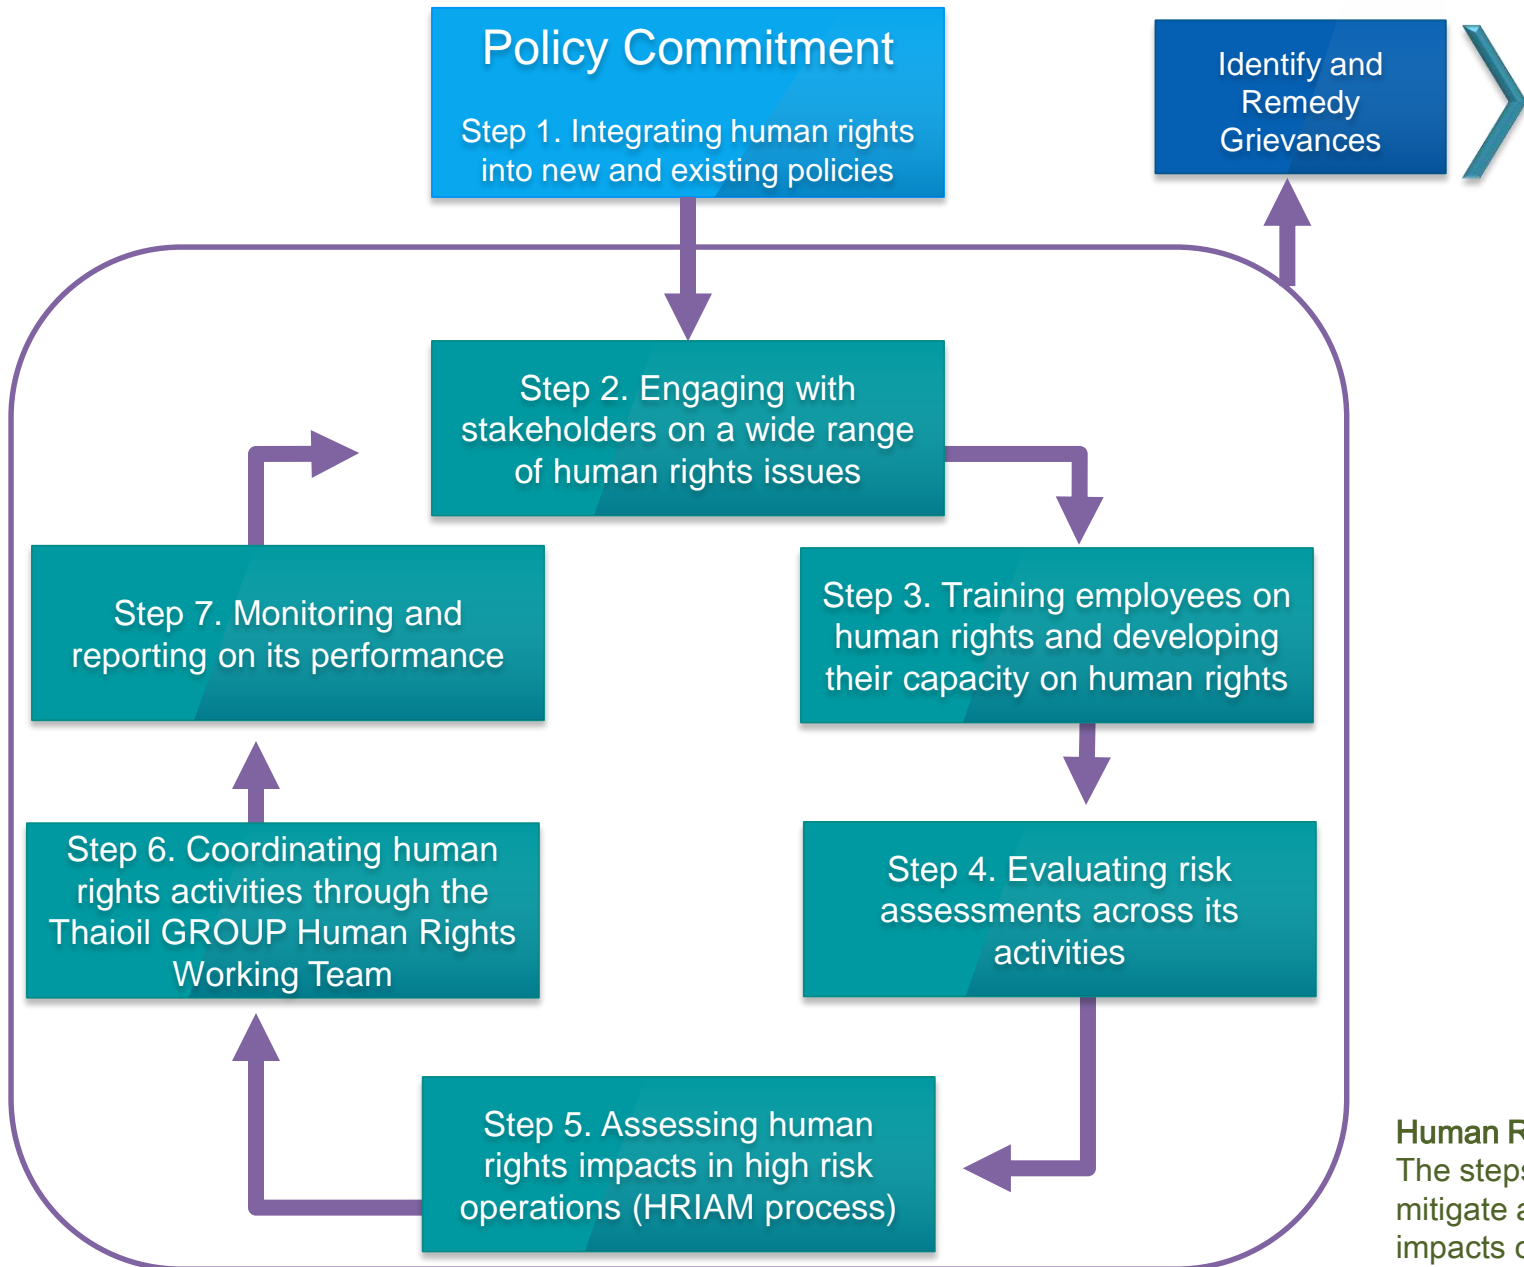 Policy Commitment
Step 1. Integrating human rights
into new and existing policies
Identify and
Remedy
Grievances
Step 2. Engaging with
stakeholders on a wide range
of human rights issues
Step 3. Training employees on
human rights and developing
their capacity on human rights
Step 4. Evaluating risk
assessments across its
activities
Step 5. Assessing human
rights impacts in high risk
operations (HRIAM process)
Step 6. Coordinating human
rights activities through the
Thaioil GROUP Human Rights
Working Team
Step 7. Monitoring and
reporting on its performance
Human
The steps
mitigate
impacts